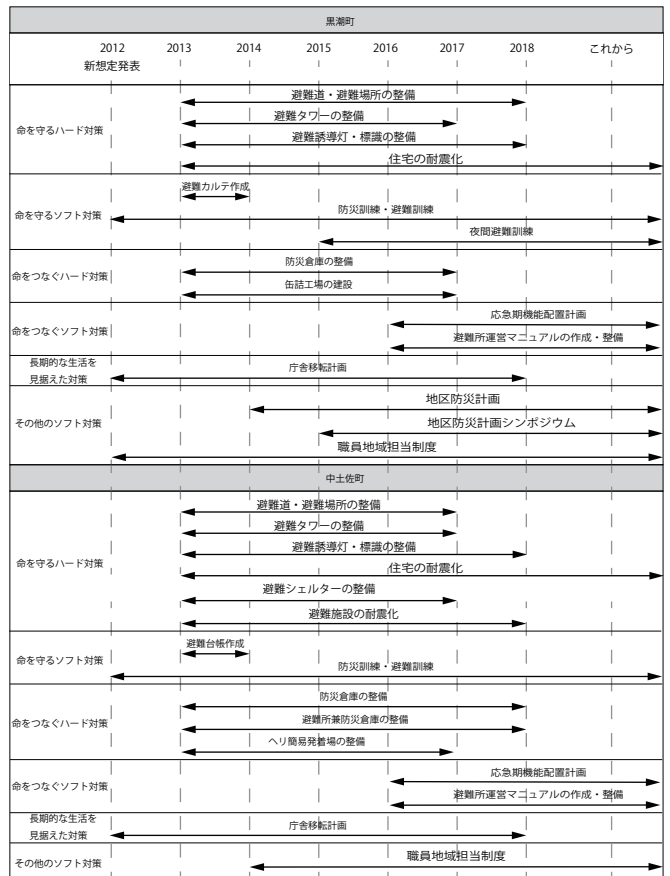 黒潮町
2012 2013 2014 2015 2016 2017 2018 これから
新想定発表
命を守るハード対策
避難道・避難場所の整備
避難タワーの整備
避難誘導灯・標識の整備
住宅の耐震化
命を守るソフト対策
避難カルテ作成
防災訓練・避難訓練
夜間避難訓練
命をつなぐハード対策
防災倉庫の整備
缶詰工場の建設
命をつなぐソフト対策
応急期機能配置計画
避難所運営マニュアルの作成・整備
長期的な生活を
見据えた対策
庁舎移転計画
その他のソフト対策
地区防災計画
地区防災計画シンポジウム
職員地域担当制度
中土佐町
命を守るハード対策
避難道・避難場所の整備
避難タワーの整備
避難誘導灯・標識の整備
住宅の耐震化
避難シェルターの整備
避難施設の耐震化
命を守るソフト対策
避難台帳作成
防災訓練・避難訓練
命をつなぐハード対策
防災倉庫の整備
避難所兼防災倉庫の整備
ヘリ簡易発着場の整備
命をつなぐソフト対策
応急期機能配置計画
避難所運営マニュアルの作成・整備
長期的な生活を
見据えた対策
庁舎移転計画
その他のソフト対策
職員地域担当制度